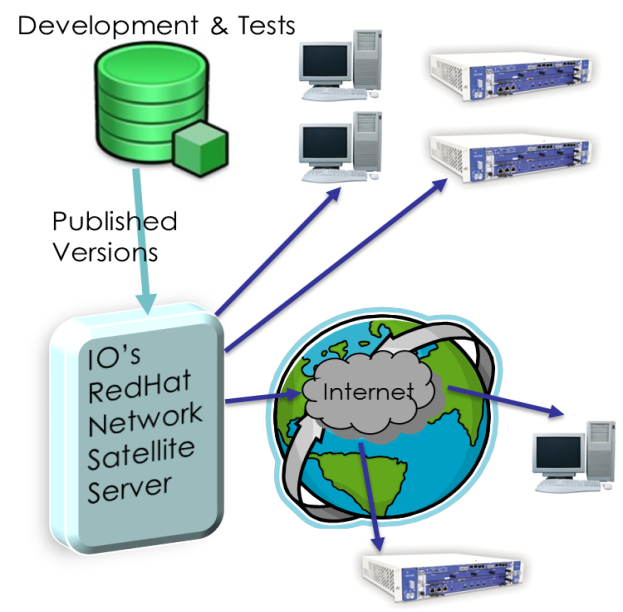 Development & Tests
Published
Versions
IO's
RedHat
Network
Satellite
Server
Internet